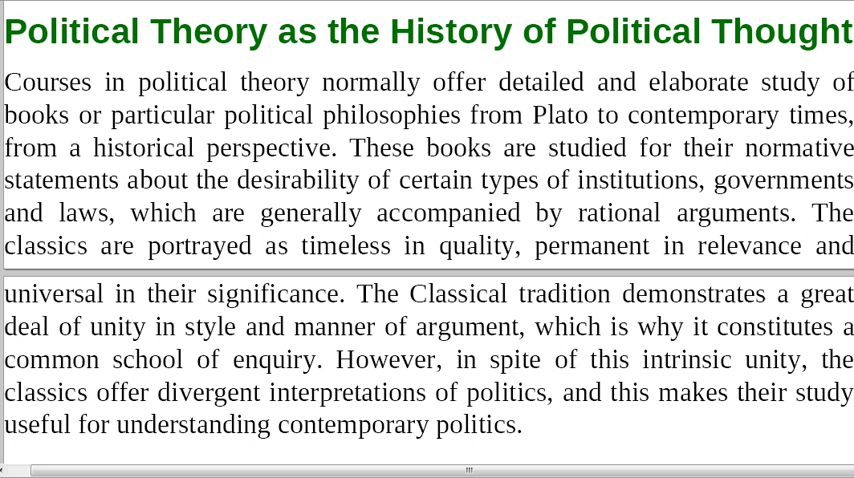 Political Theory as the History of Political Thought
Courses in political theory normally offer detailed and elaborate study of
books or particular political philosophies from Plato to contemporary times,
from a historical perspective. These books are studied for their normative
statements about the desirability of certain types of institutions, governments
and laws, which are generally accompanied by rational arguments. The
classics are portrayed as timeless in quality, permanent in relevance and
universal in their significance. The Classical tradition demonstrates a great
deal of unity in style and manner of argument, which is why it constitutes a
common school of enquiry. However, in spite of this intrinsic unity, the
classics offer divergent interpretations of politics, and this makes their study
useful for understanding contemporary politics.